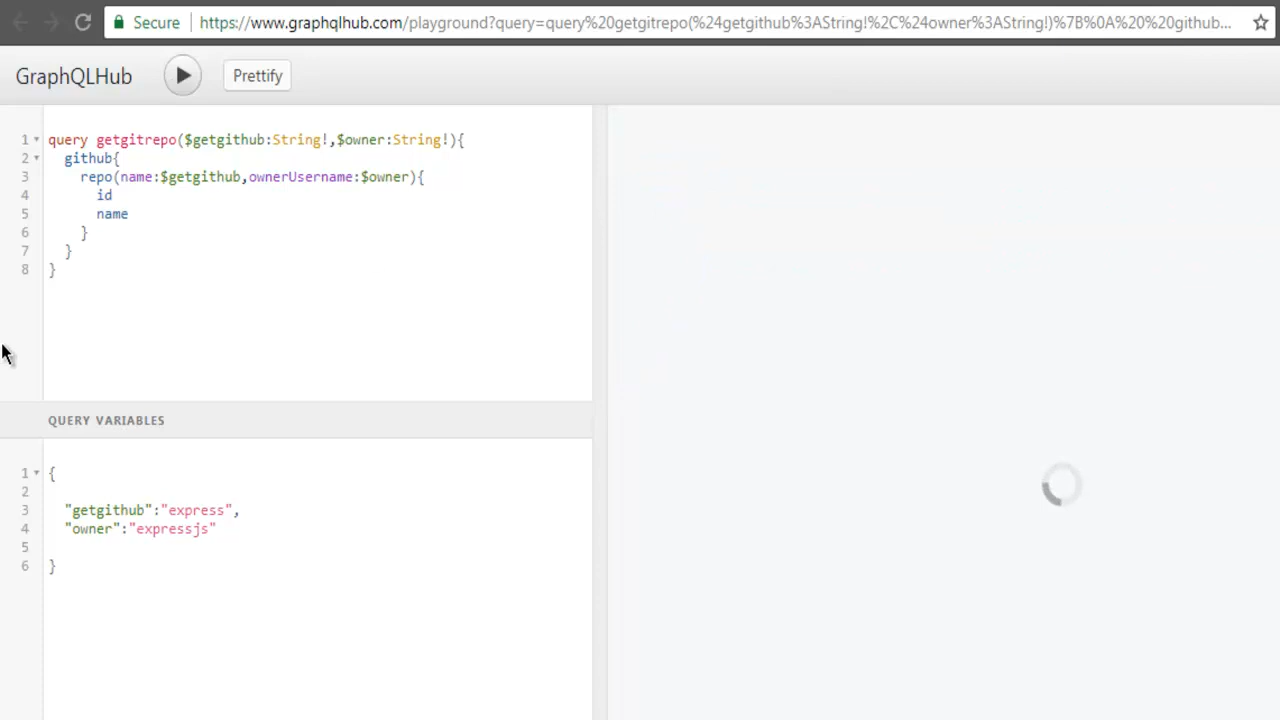 Secure https://www.graphqlhub.com/playground?query=query%20getgitrepo(%24getgithub%3AString!%2C%24owner%3AString!)%7B%0A%20%20github...
GraphQLHub Prettify
1 query getgitrepo($getgithub:String!,$owner:String!){
2 github{
3 repo(name:$getgithub,ownerUsername:$owner){
4 id
5 name
6 }
7 }
8 }
QUERY VARIABLES
1 {
2
3 "getgithub":"express",
4 "owner":"expressjs"
5
6 }